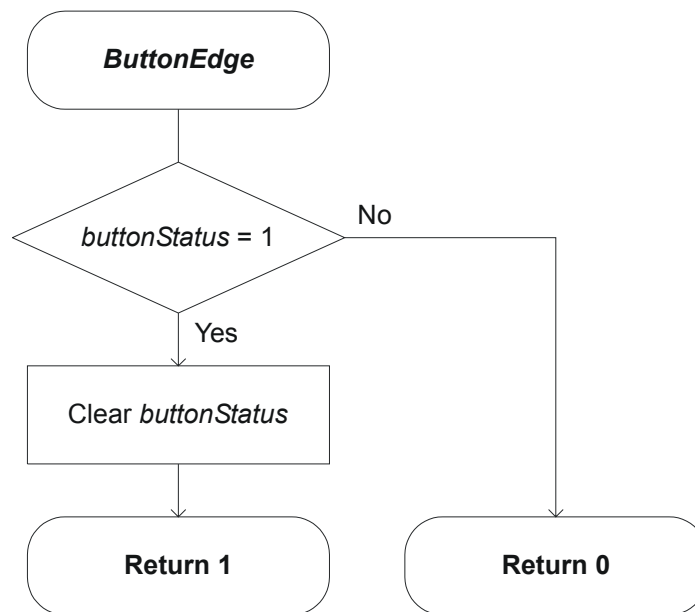 ButtonEdge
buttonStatus = 1
No
Yes
Clear buttonStatus
Return 1
Return 0